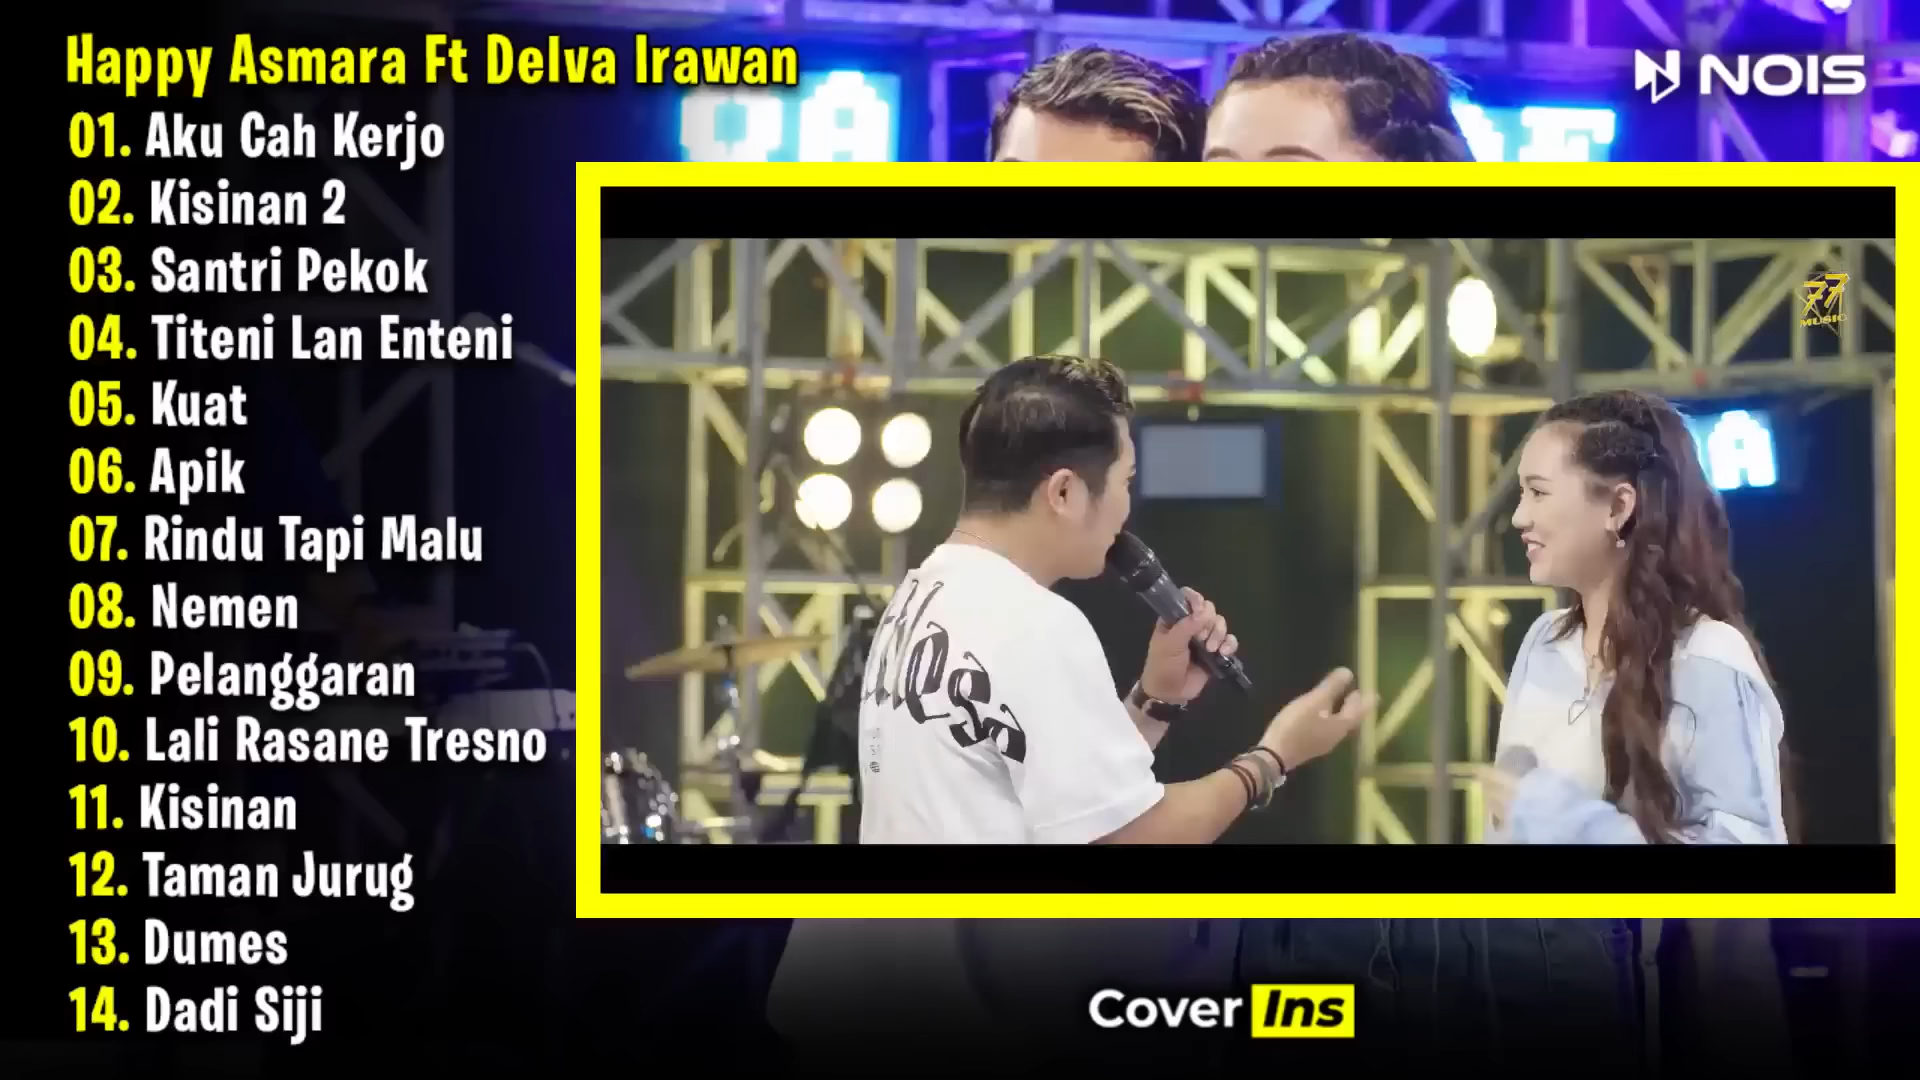 Happy Asmara Ft Delva Irawan
01. Aku Cah Kerjo
02. Kisinan 2
03. Santri Pekok
04. Titeni Lan Enteni
05. Kuat
06. Apik
07. Rindu Tapi Malu
08. Nemen
09. Pelanggaran
10. Lali Rasane Tresno
11. Kisinan
12. Taman Jurug
13. Dumes
14. Dadi Siji
NOIS
77
MUSIC
Cover Ins